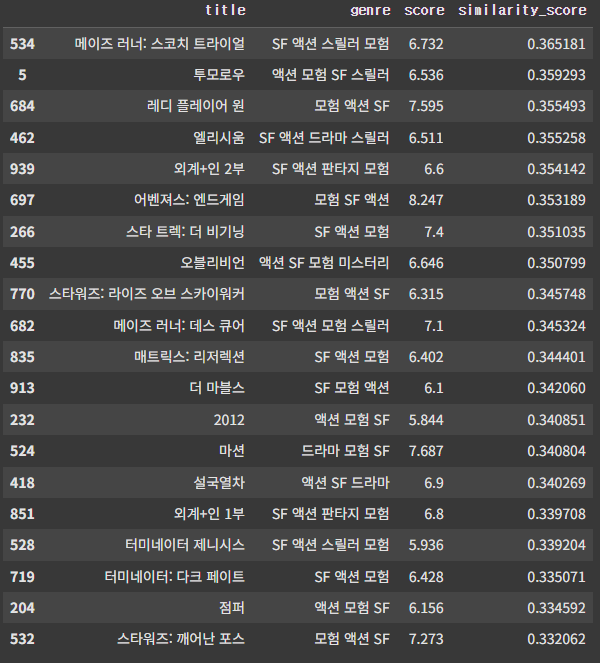 title genre score similarity_score
534 메이즈 러너: 스코치 트라이얼 SF 액션 스릴러 모험 6.732 0.365181
5 투모로우 액션 모험 SF 스릴러 6.536 0.359293
684 레디 플레이어 원 모험 액션 SF 7.595 0.355493
462 엘리시움 SF 액션 드라마 스릴러 6.511 0.355258
939 외계+인 2부 SF 액션 판타지 모험 6.6 0.354142
697 어벤져스: 엔드게임 모험 SF 액션 8.247 0.353189
266 스타 트렉: 더 비기닝 SF 액션 모험 7.4 0.351035
455 오블리비언 액션 SF 모험 미스터리 6.646 0.350799
770 스타워즈: 라이즈 오브 스카이워커 모험 액션 SF 6.315 0.345748
682 메이즈 러너: 데스 큐어 SF 액션 모험 스릴러 7.1 0.345324
835 매트릭스: 리저렉션 SF 액션 모험 6.402 0.344401
913 더 마블스 SF 모험 액션 6.1 0.342060
232 2012 액션 모험 SF 5.844 0.340851
524 마션 드라마 모험 SF 7.687 0.340804
418 설국열차 액션 SF 드라마 6.9 0.340269
851 외계+인 1부 SF 액션 판타지 모험 6.8 0.339708
528 터미네이터 제니시스 SF 액션 스릴러 모험 5.936 0.339204
719 터미네이터: 다크 페이트 SF 액션 모험 6.428 0.335071
204 점퍼 액션 모험 SF 6.156 0.334592
532 스타워즈: 깨어난 포스 모험 액션 SF 7.273 0.332062